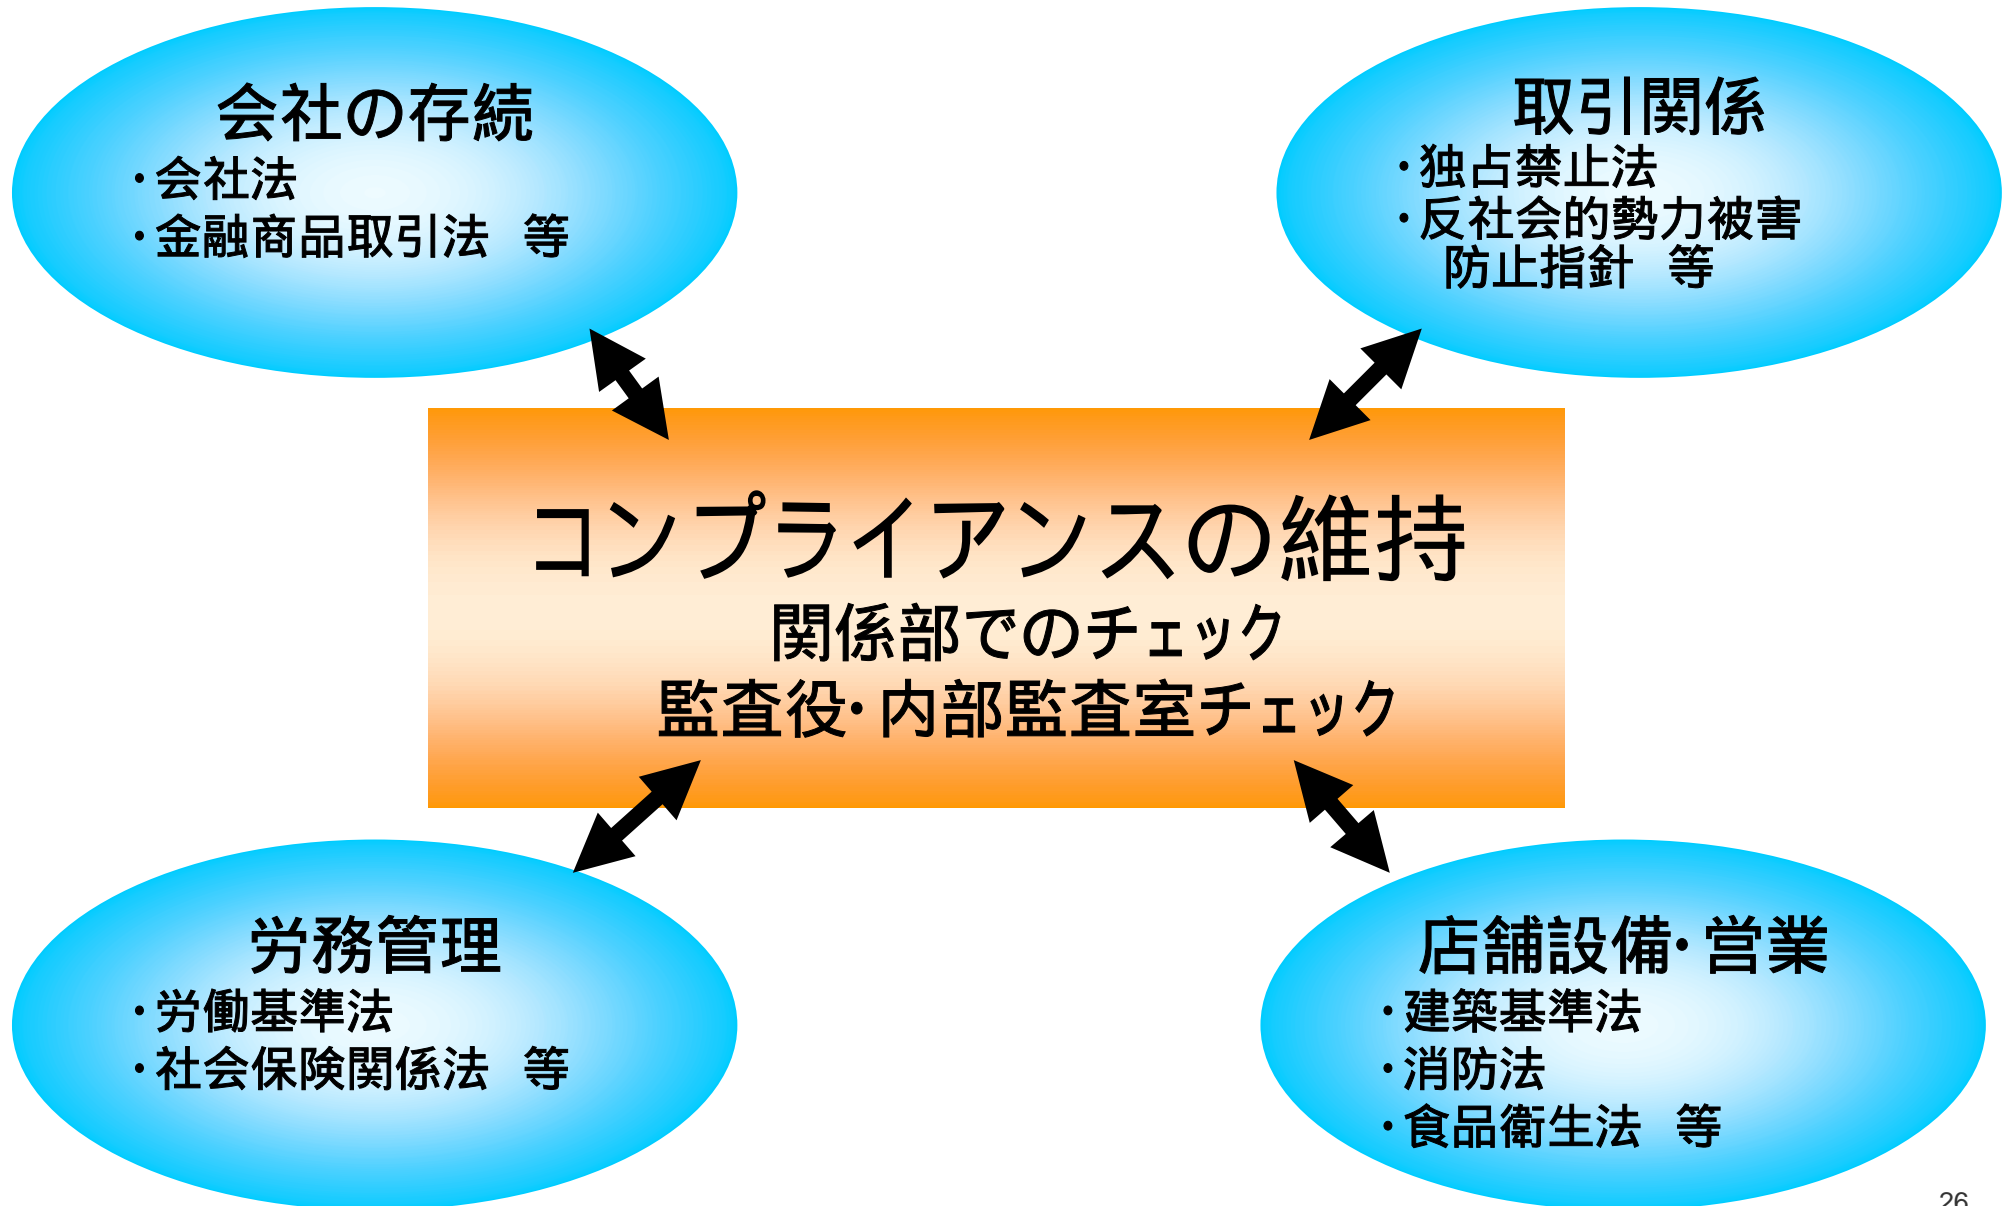 会社の存続
・会社法
・金融商品取引法　等
取引関係
・独占禁止法
・反社会的勢力被害
防止指針　等
コンプライアンスの維持
関係部でのチェック
監査役・内部監査室チェック
労務管理
・労働基準法
・社会保険関係法　等
店舗設備・営業
・建築基準法
・消防法
・食品衛生法　等
26